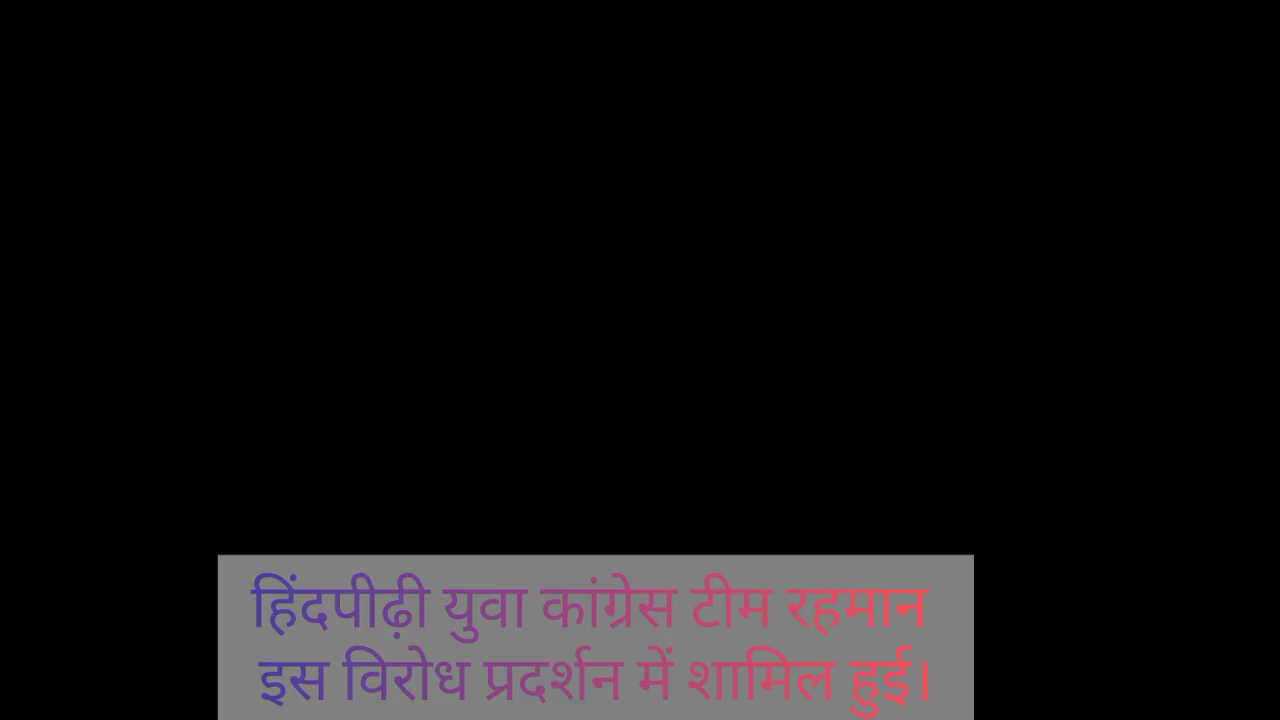 हिंदपीढ़ी युवा कांग्रेस टीम रहमान
इस विरोध प्रदर्शन में शामिल हुई।